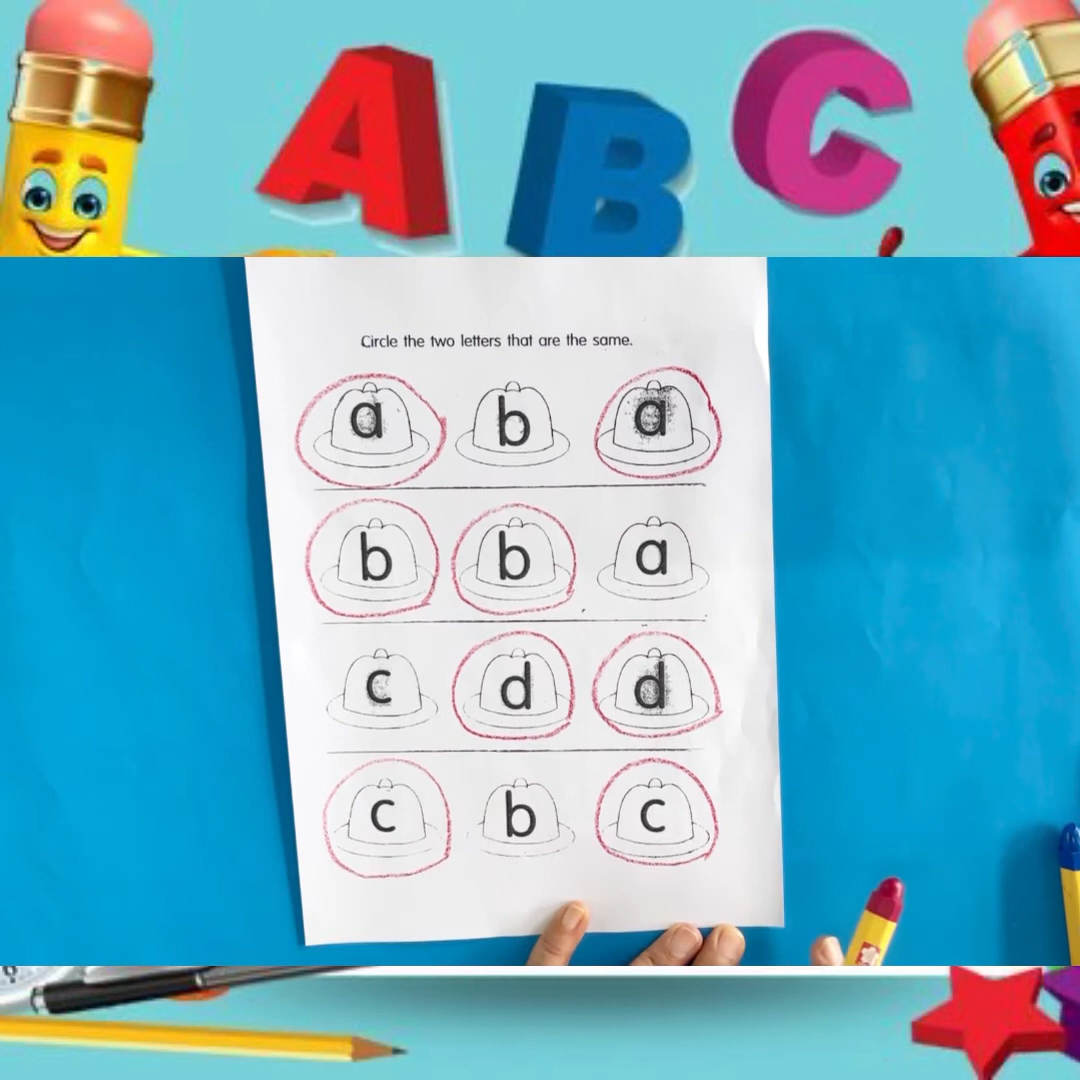 A B C
Circle the two letters that are the same.
a b a
b b a
c d d
c b c